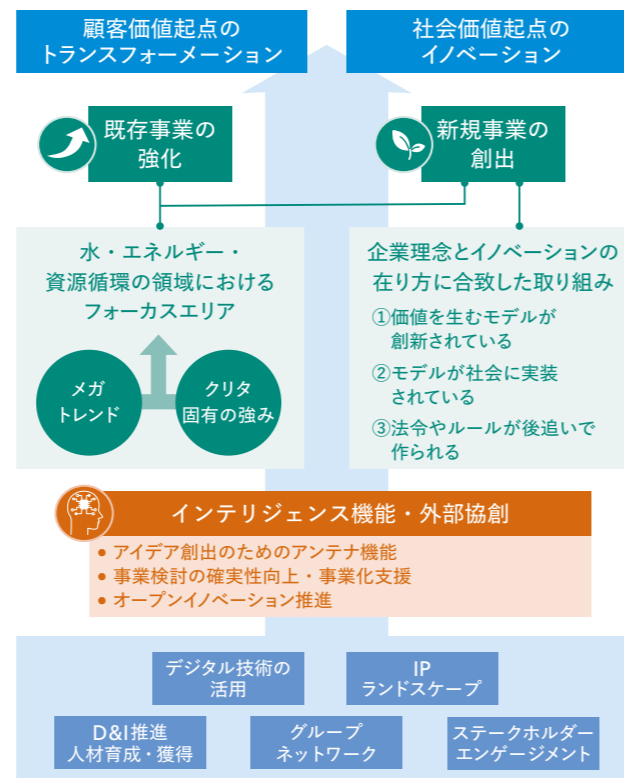 顧客価値起点の
トランスフォーメーション
社会価値起点の
イノベーション
既存事業の
強化
新規事業の
創出
水・エネルギー・
資源循環の領域における
フォーカスエリア
メガ
トレンド
クリタ
固有の強み
企業理念とイノベーションの
在り方に合致した取り組み
①価値を生むモデルが
創新されている
②モデルが社会に実装
されている
③法令やルールが後追いで
作られる
インテリジェンス機能・外部協創
• アイデア創出のためのアンテナ機能
• 事業検討の確実性向上・事業化支援
• オープンイノベーション推進
デジタル技術の
活用
IP
ランドスケープ
D&I推進
人材育成・獲得
グループ
ネットワーク
ステークホルダー
エンゲージメント